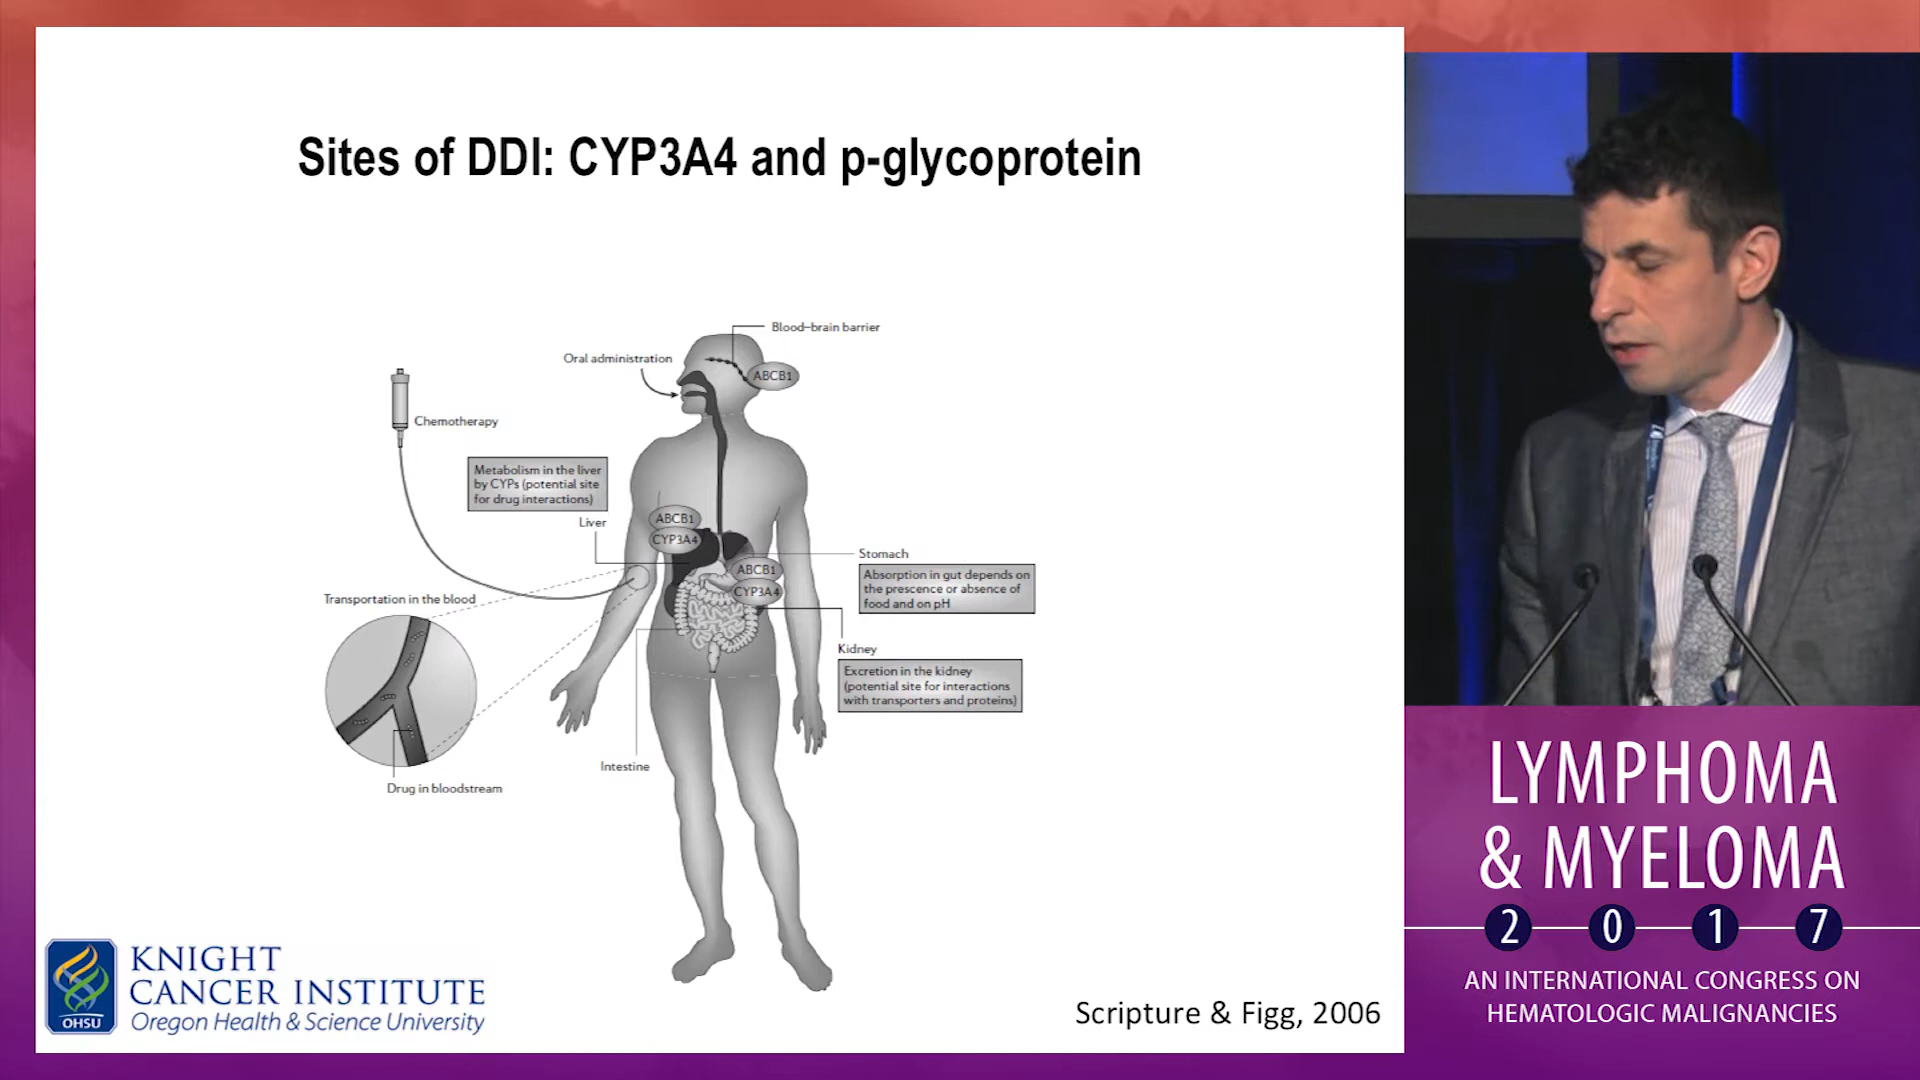 Sites of DDI: CYP3A4 and p-glycoprotein
Blood–brain barrier
Oral administration
ABCB1
Chemotherapy
Metabolism in the liver
by CYPs (potential site
for drug interactions)
Liver
ABCB1
CYP3A4
Stomach
ABCB1
Absorption in gut depends on
the prescence or absence of
food and on pH
CYP3A4
Transportation in the blood
Kidney
Excretion in the kidney
(potential site for interactions
with transporters and proteins)
Intestine
Drug in bloodstream
OHSU
KNIGHT
CANCER INSTITUTE
Oregon Health & Science University
Scripture & Figg, 2006
LYMPHOMA
& MYELOMA
2017
AN INTERNATIONAL CONGRESS ON
HEMATOLOGIC MALIGNANCIES